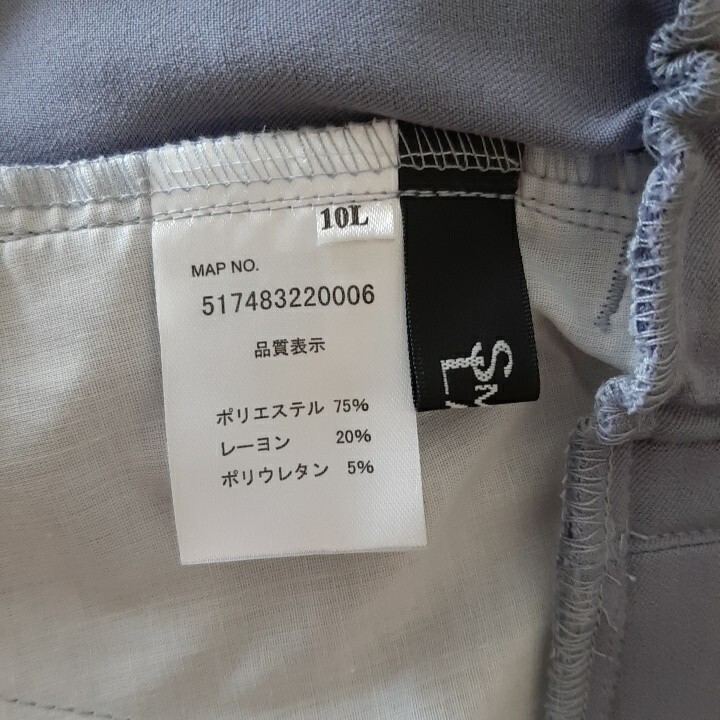 10L
MAP NO.
517483220006
品質表示
ポリエステル 75%
レーヨン 20%
ポリウレタン 5%